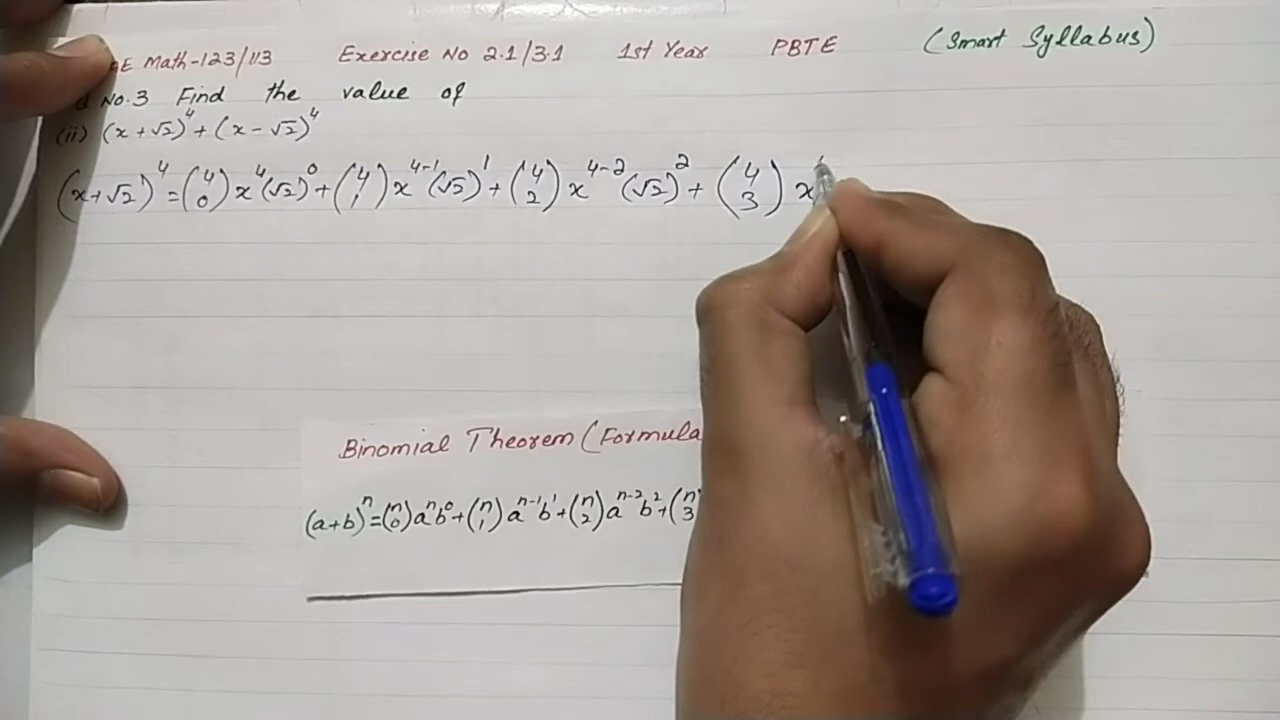 E Math-123/113 Exercise No 2.1/3.1 1st Year PBTE (Smart Syllabus)
No.3 Find the value of
(ii) (x+√2)⁴+(x-√2)⁴
(x+√2)⁴=(4 0)x⁴(√2)⁰+(4 1)x⁴⁻¹(√2)¹+(4 2)x⁴⁻²(√2)²+(4 3)x
Binomial Theorem (Formula
(a+b)ⁿ=(n 0)aⁿb⁰+(n 1)aⁿ⁻¹b¹+(n 2)aⁿ⁻²b²+(n 3